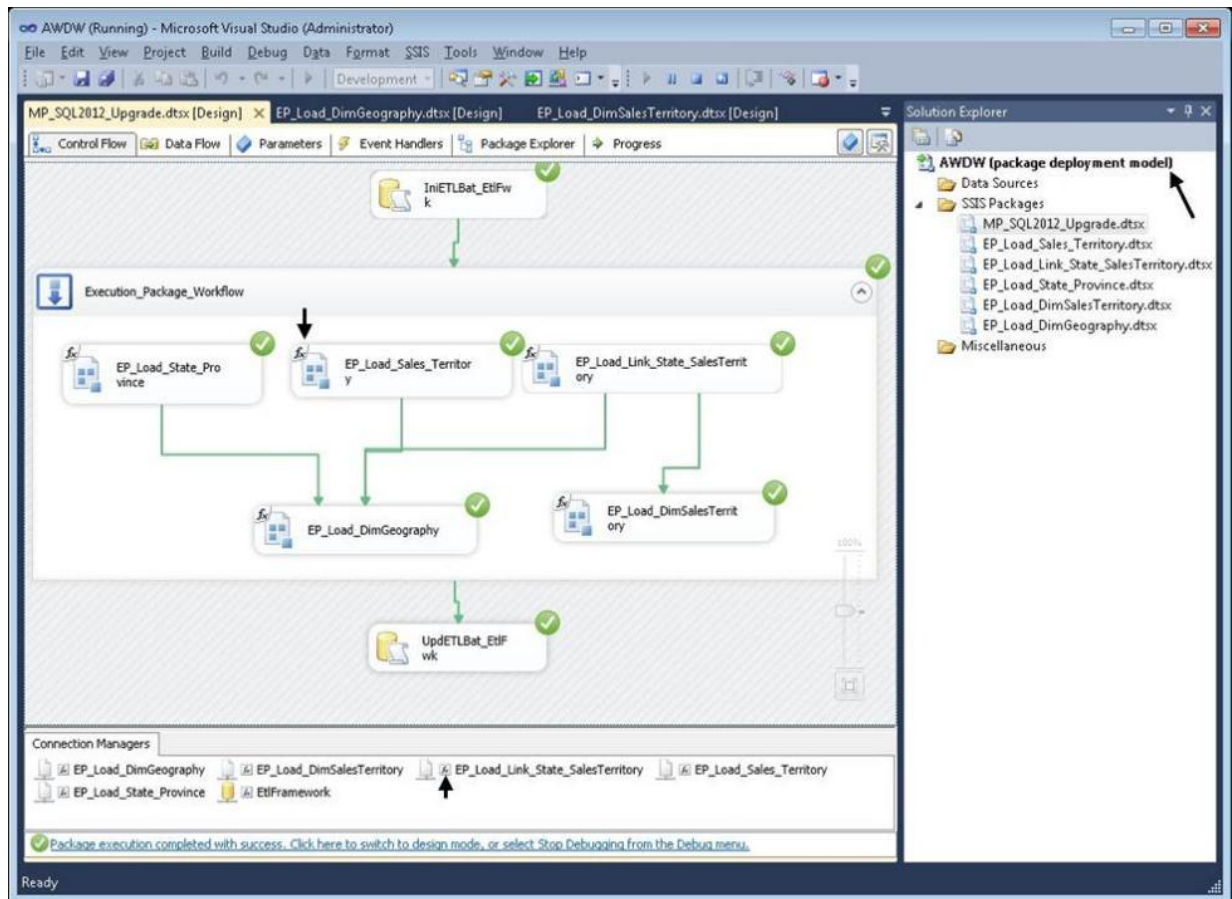 AWDW (Running) - Microsoft Visual Studio (Administrator)
File Edit View Project Build Debug Data Format SSIS Tools Window Help
Development
MP_SQL2012_Upgrade.dtsx [Design] EP_Load_DimGeography.dtsx [Design] EP_Load_DimSalesTerritory.dtsx [Design]
Control Flow Data Flow Parameters Event Handlers Package Explorer Progress
IniETLBat_EtlFw
k
Execution_Package_Workflow
EP_Load_State_Pro
vince
EP_Load_Sales_Territor
y
EP_Load_Link_State_SalesTerrit
ory
EP_Load_DimGeography
EP_Load_DimSalesTerrit
ory
100%
UpdETLBat_EtlF
wk
Connection Managers
EP_Load_DimGeography EP_Load_DimSalesTerritory EP_Load_Link_State_SalesTerritory EP_Load_Sales_Territory
EP_Load_State_Province EtlFramework
Package execution completed with success. Click here to switch to design mode, or select Stop Debugging from the Debug menu.
Ready
Solution Explorer
AWDW (package deployment model)
Data Sources
SSIS Packages
MP_SQL2012_Upgrade.dtsx
EP_Load_Sales_Territory.dtsx
EP_Load_Link_State_SalesTerritory.dtsx
EP_Load_State_Province.dtsx
EP_Load_DimSalesTerritory.dtsx
EP_Load_DimGeography.dtsx
Miscellaneous